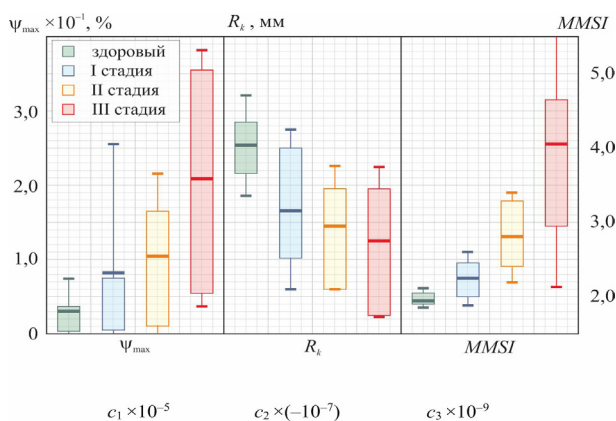 ψmax ×10⁻¹, %
Rₖ, мм
MMSI
здоровый
I стадия
II стадия
III стадия
5,0
3,0
4,0
2,0
3,0
1,0
2,0
0
ψmax
Rₖ
MMSI
c₁ ×10⁻⁵
c₂ ×(–10⁻⁷)
c₃ ×10⁻⁹